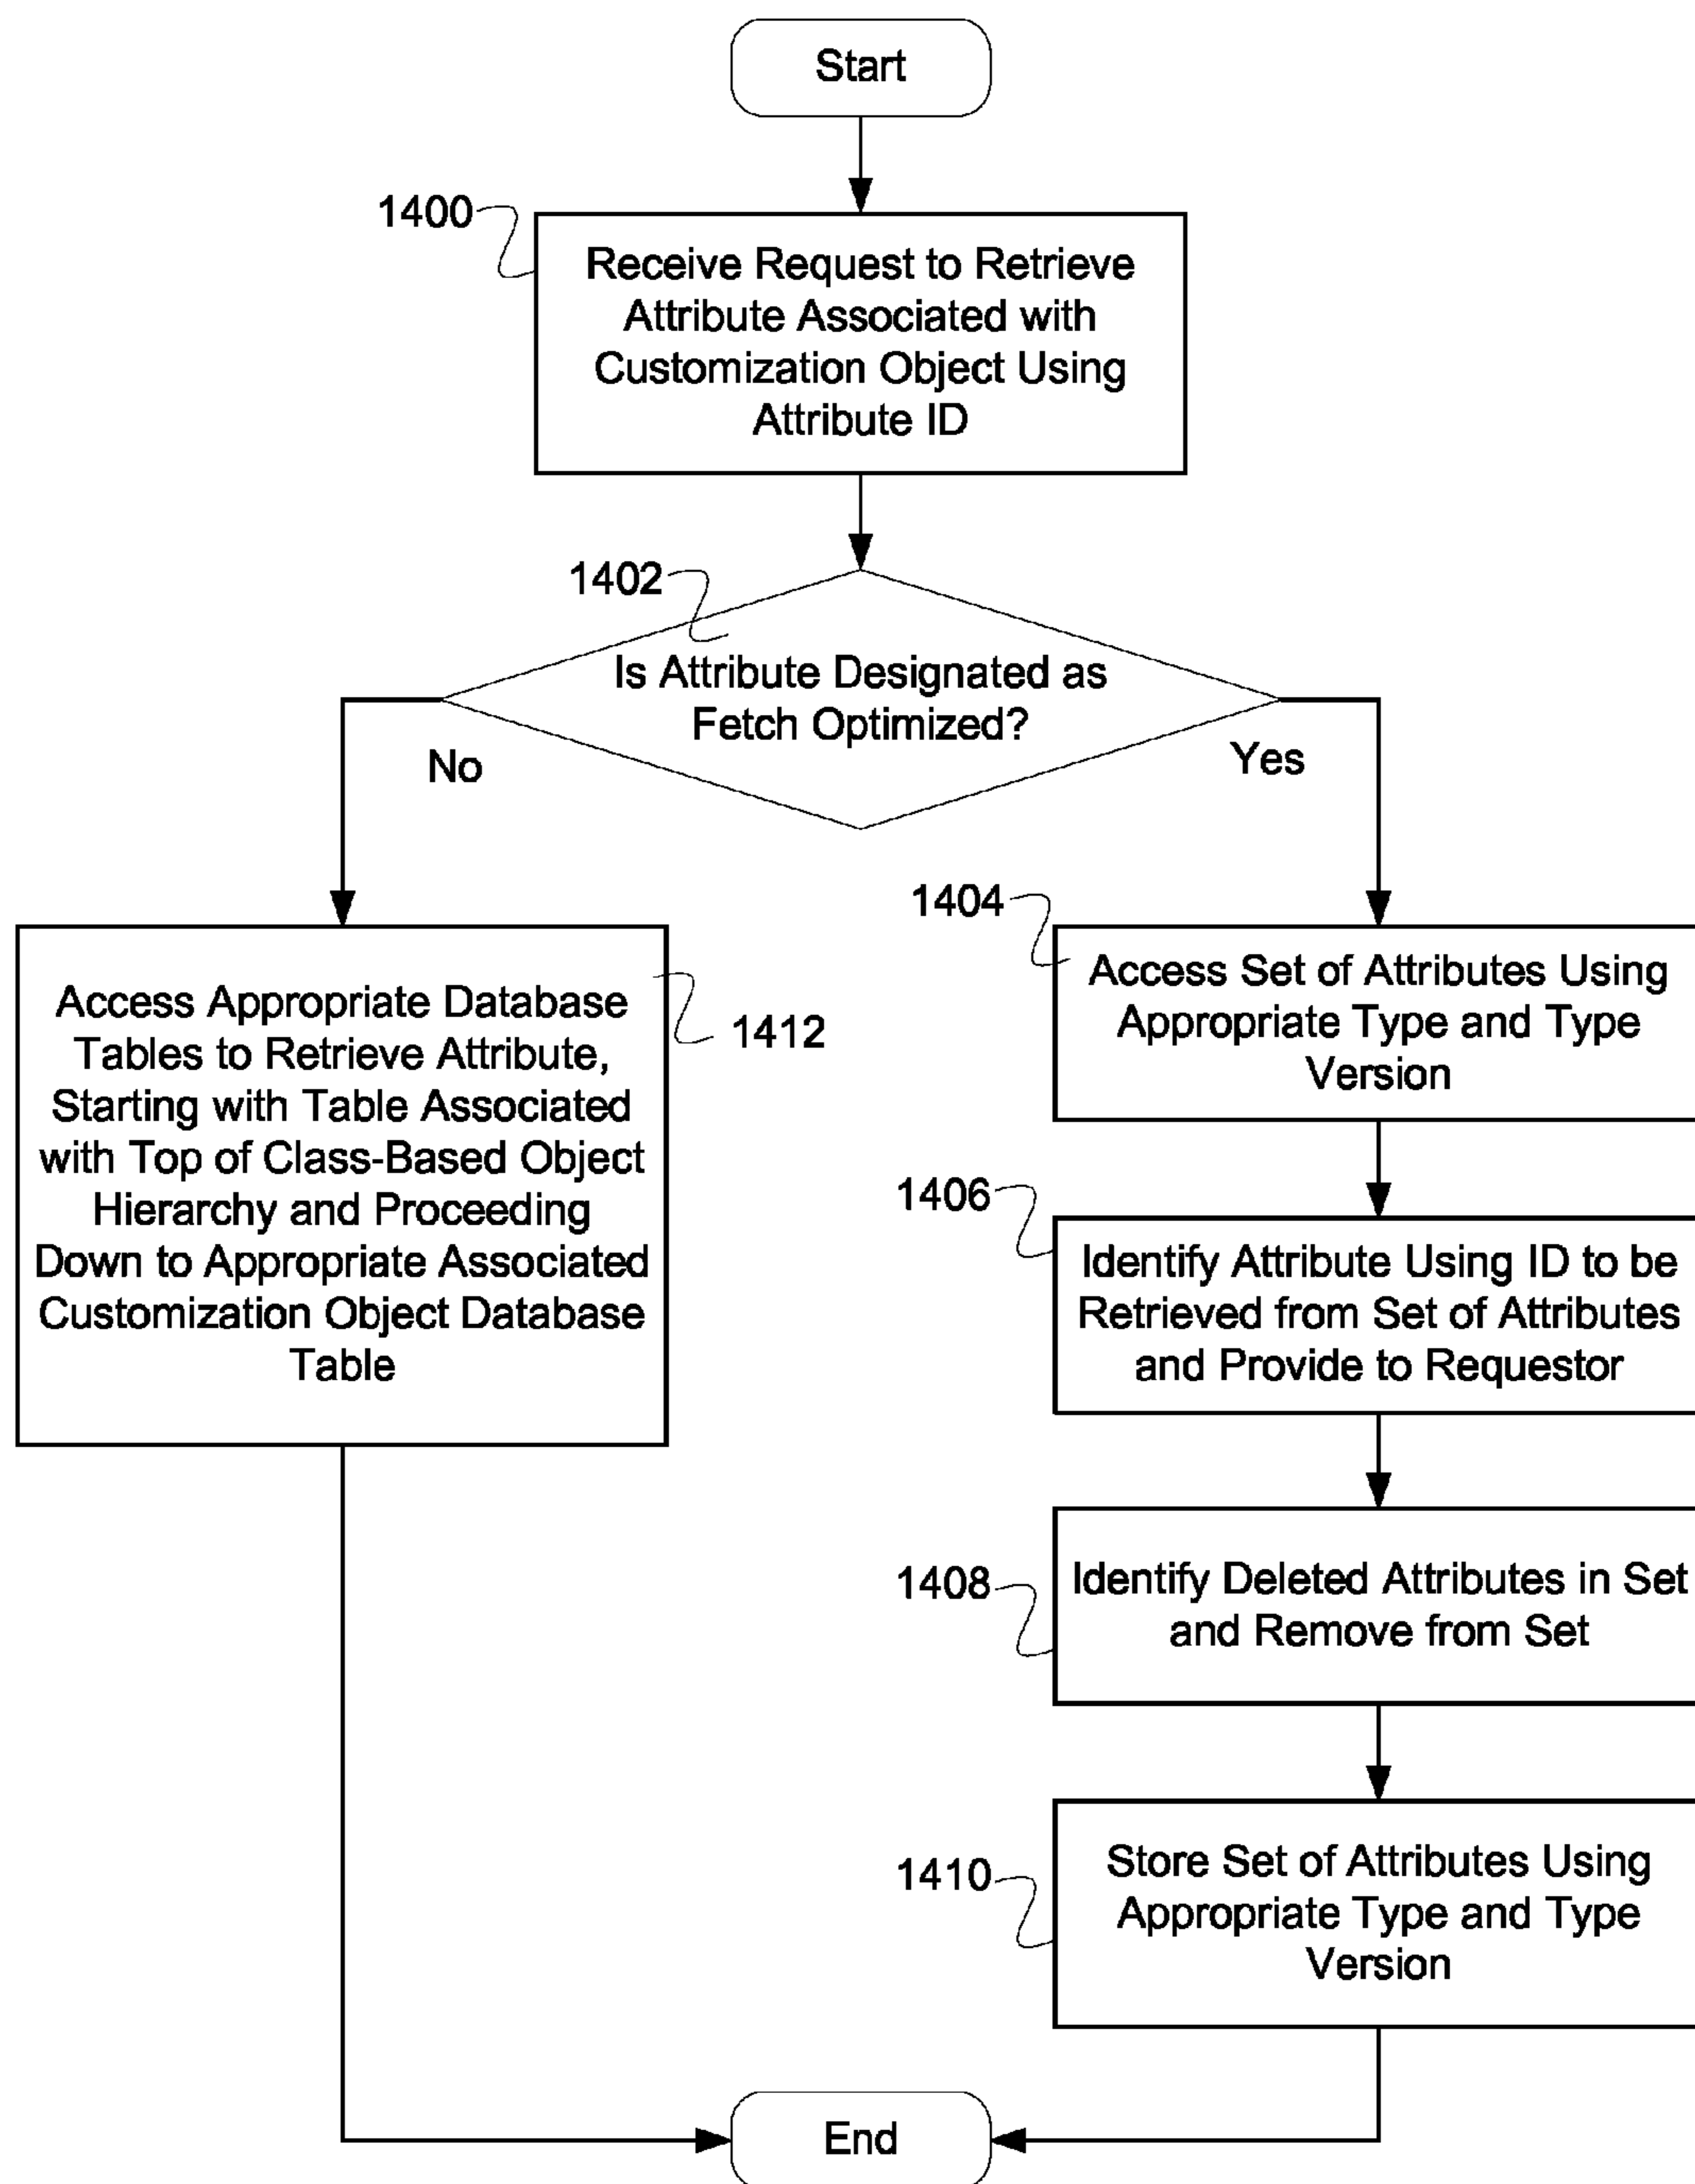 Start
1400
Receive Request to Retrieve
Attribute Associated with
Customization Object Using
Attribute ID
1402
Is Attribute Designated as
Fetch Optimized?
No
Yes
1404
Access Set of Attributes Using
Appropriate Type and Type
Version
Access Appropriate Database
Tables to Retrieve Attribute,
Starting with Table Associated
with Top of Class-Based Object
Hierarchy and Proceeding
Down to Appropriate Associated
Customization Object Database
Table
1412
1406
Identify Attribute Using ID to be
Retrieved from Set of Attributes
and Provide to Requestor
1408
Identify Deleted Attributes in Set
and Remove from Set
1410
Store Set of Attributes Using
Appropriate Type and Type
Version
End